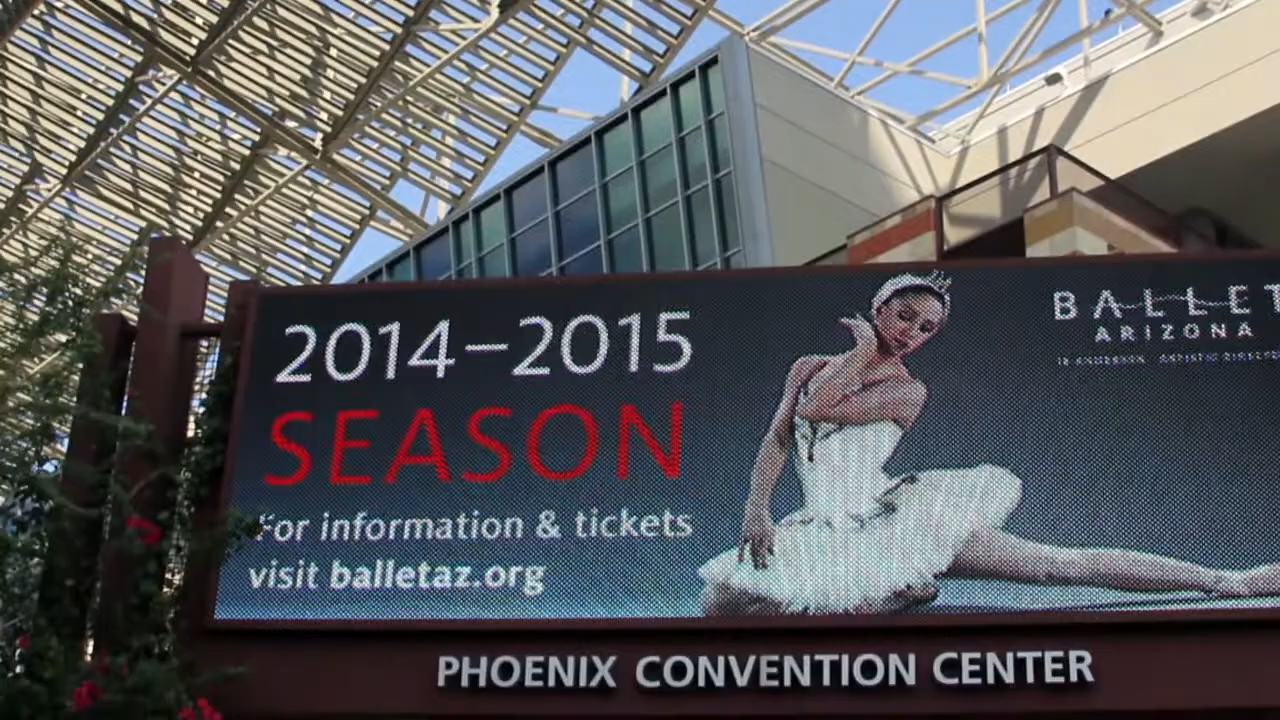 2014–2015
SEASON
For information & tickets
visit balletaz.org
BALLET
ARIZONA
PHOENIX CONVENTION CENTER